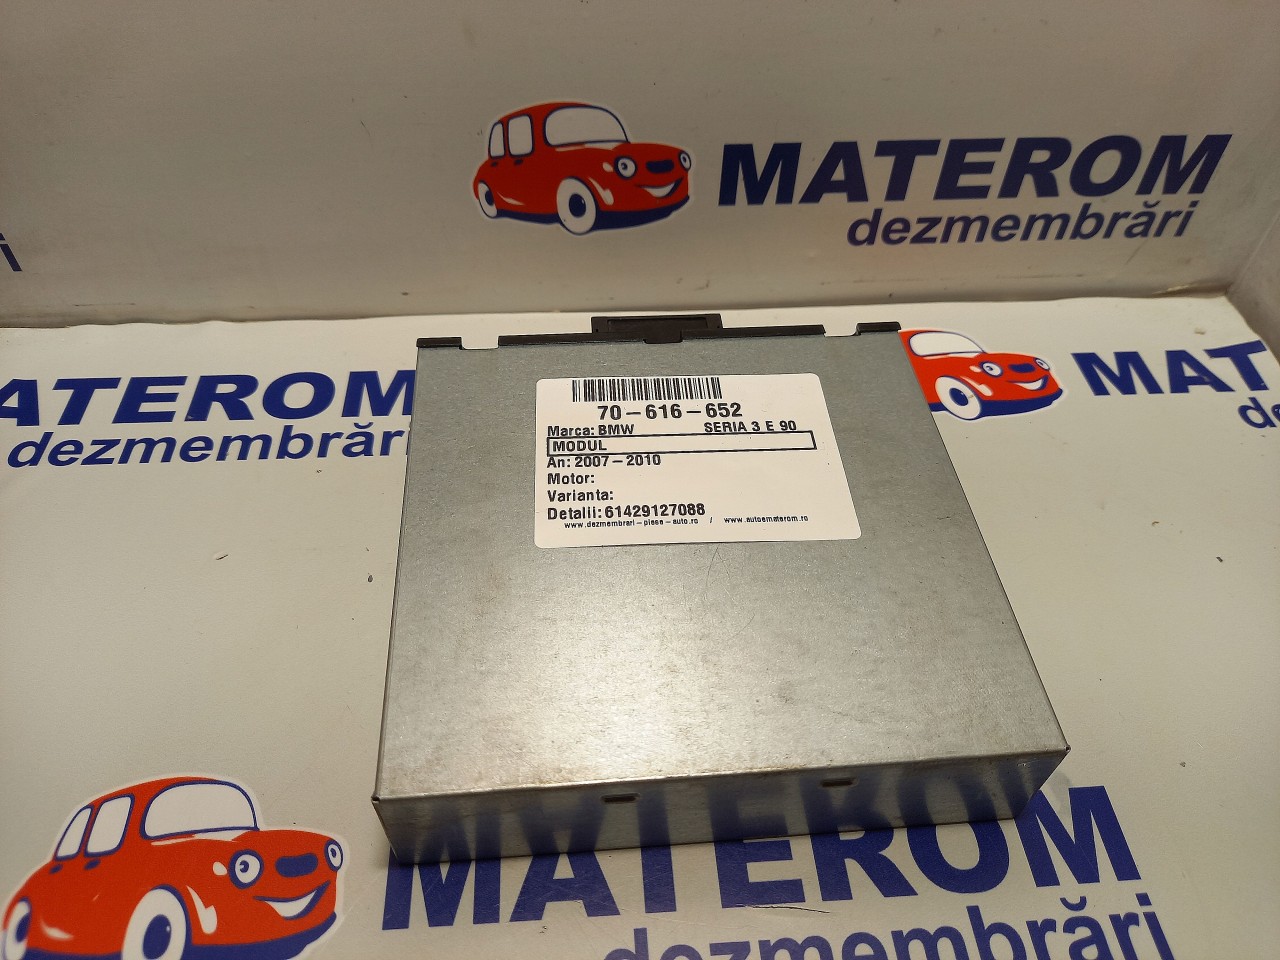 MATEROM
dezmembrări
i
ATEROM
dezmembrări
MAT
d
70-616-652
Marca: BMW SERIA 3 E 90
MODUL
An: 2007-2010
Motor:
Varianta:
Detalii: 61429127088
www.dezmembrari-piese-auto.ro / www.autoematerom.ro
MATEROM
dezmembrări